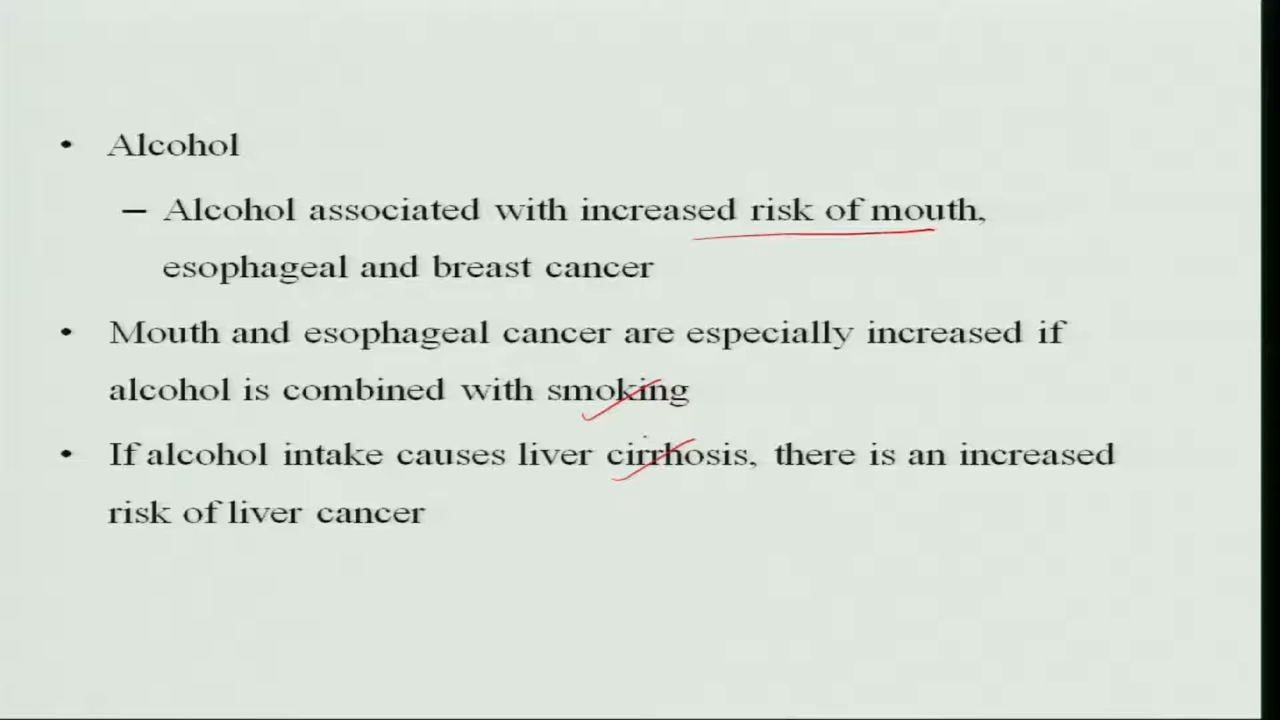 • Alcohol
– Alcohol associated with increased risk of mouth,
esophageal and breast cancer
• Mouth and esophageal cancer are especially increased if
alcohol is combined with smoking
• If alcohol intake causes liver cirrhosis, there is an increased
risk of liver cancer